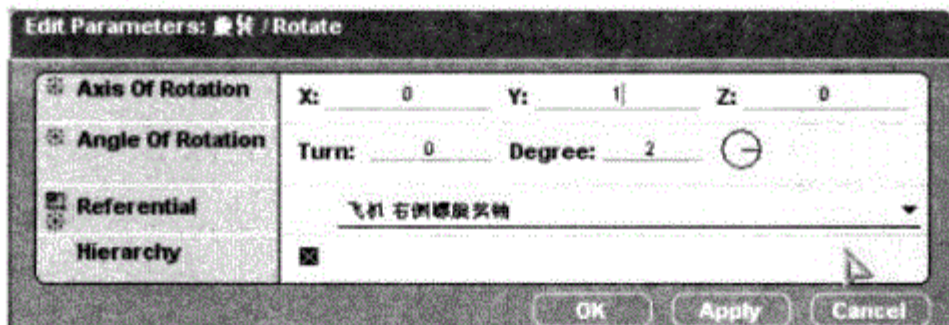 Edit Parameters: 旋转 / Rotate
Axis Of Rotation X: 0 Y: 1 Z: 0
Angle Of Rotation Turn: 0 Degree: 2
Referential 飞机 右侧螺旋桨轴
Hierarchy
OK Apply Cancel